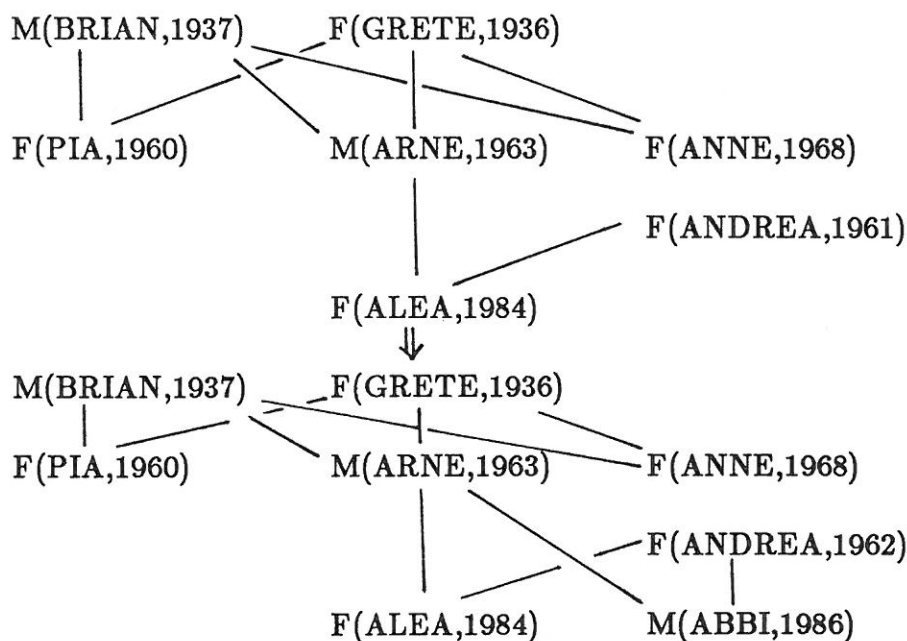 M(BRIAN,1937) F(GRETE,1936)
F(PIA,1960) M(ARNE,1963) F(ANNE,1968)
F(ANDREA,1961)
F(ALEA,1984)
⇓
M(BRIAN,1937) F(GRETE,1936)
F(PIA,1960) M(ARNE,1963) F(ANNE,1968)
F(ANDREA,1962)
F(ALEA,1984) M(ABBI,1986)